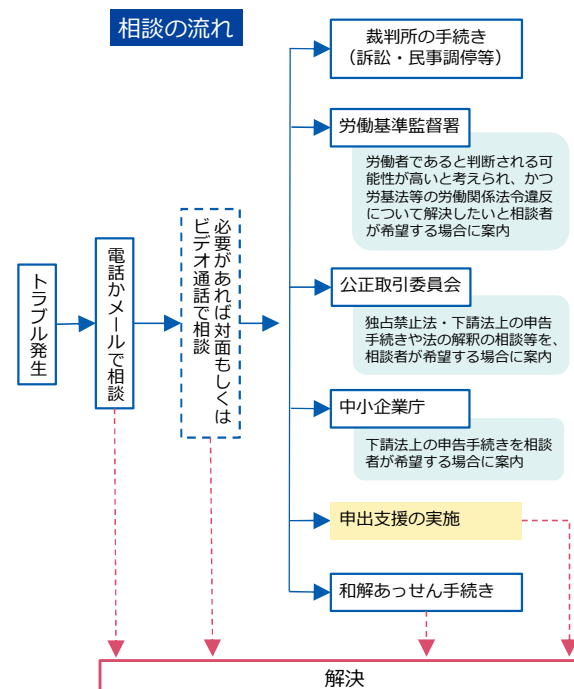 相談の流れ
トラブル発生
電話かメールで相談
必要があれば対面もしくは
ビデオ通話で相談
裁判所の手続き
（訴訟・民事調停等）
労働基準監督署
労働者であると判断される可
能性が高いと考えられ、かつ
労基法等の労働関係法令違反
について解決したいと相談者
が希望する場合に案内
公正取引委員会
独占禁止法・下請法上の申告
手続きや法の解釈の相談等を、
相談者が希望する場合に案内
中小企業庁
下請法上の申告手続きを相談
者が希望する場合に案内
申出支援の実施
和解あっせん手続き
解決